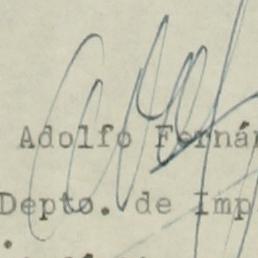 Adolfo Fernán
Depto. de Imp